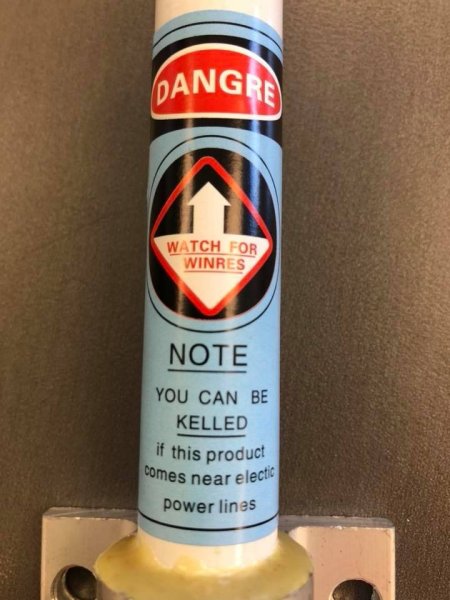 DANGRE
WATCH FOR
WINRES
NOTE
YOU CAN BE
KELLED
if this product
comes near electic
power lines